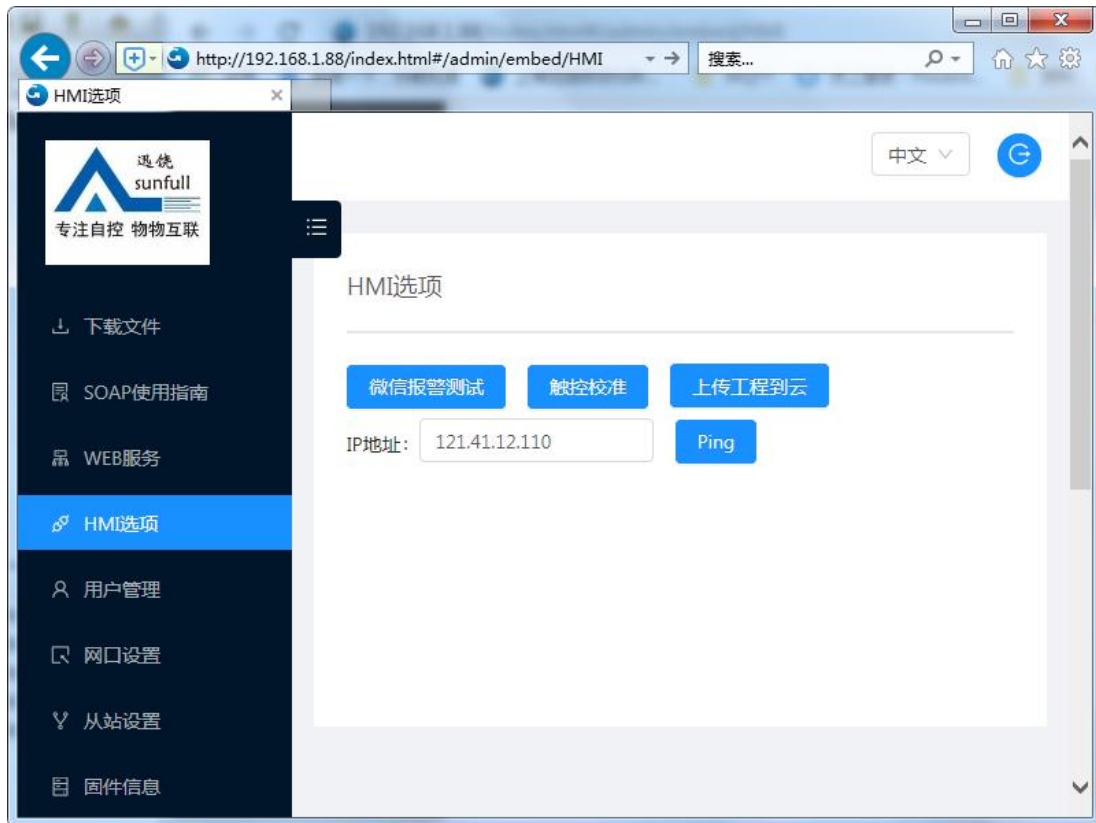 http://192.168.1.88/index.html#/admin/embed/HMI
搜索...
HMI选项
迅饶
sunfull
专注自控 物物互联
中文
下载文件
SOAP使用指南
WEB服务
HMI选项
用户管理
网口设置
从站设置
固件信息
HMI选项
微信报警测试 触控校准 上传工程到云
IP地址: 121.41.12.110 Ping